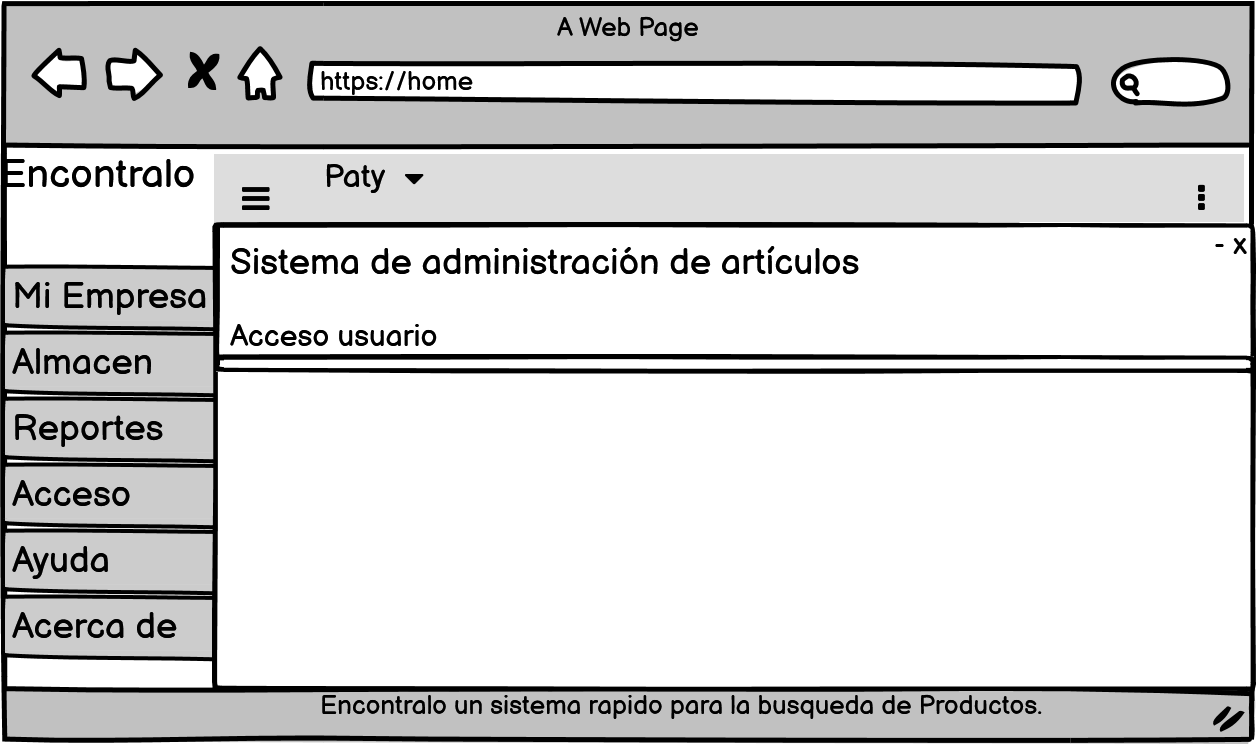 A Web Page
https://home
Encontralo
Paty
- x
Sistema de administración de artículos
Acceso usuario
Mi Empresa
Almacen
Reportes
Acceso
Ayuda
Acerca de
Encontralo un sistema rapido para la busqueda de Productos.